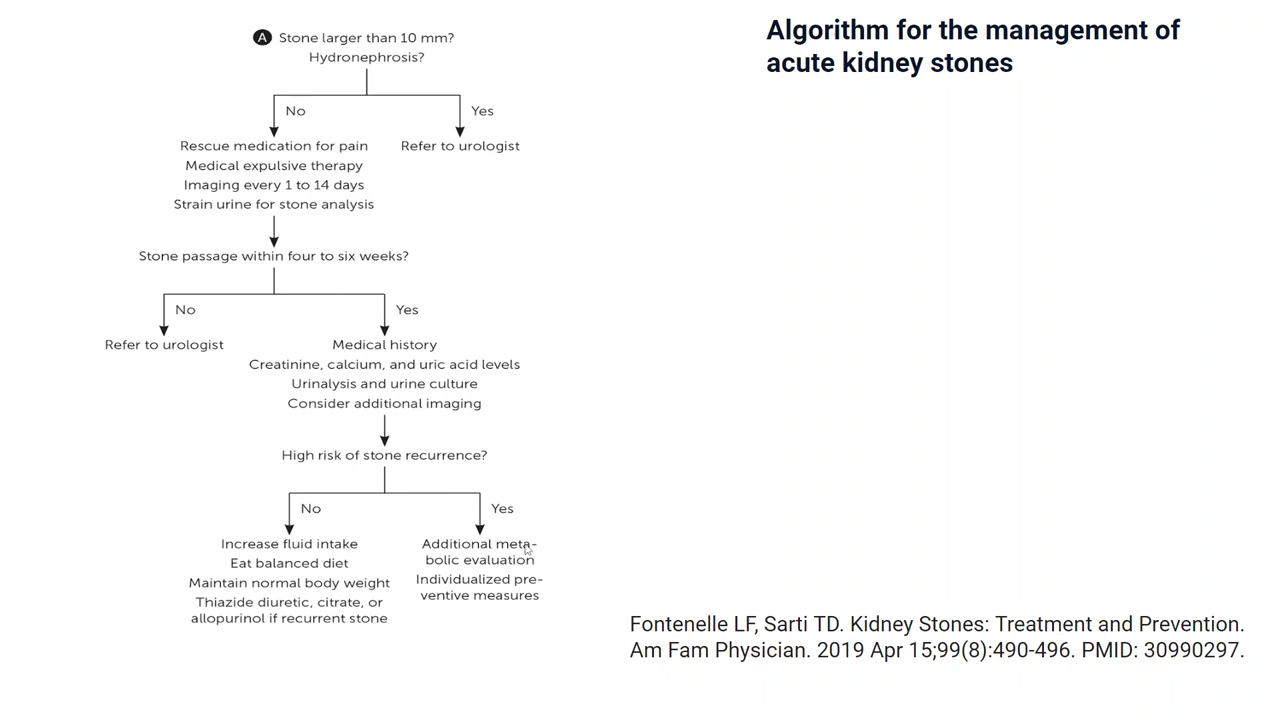 Algorithm for the management of
acute kidney stones
A Stone larger than 10 mm?
Hydronephrosis?
No
Yes
Rescue medication for pain
Medical expulsive therapy
Imaging every 1 to 14 days
Strain urine for stone analysis
Refer to urologist
Stone passage within four to six weeks?
No
Yes
Refer to urologist
Medical history
Creatinine, calcium, and uric acid levels
Urinalysis and urine culture
Consider additional imaging
High risk of stone recurrence?
No
Yes
Increase fluid intake
Eat balanced diet
Maintain normal body weight
Thiazide diuretic, citrate, or
allopurinol if recurrent stone
Additional meta-
bolic evaluation
Individualized pre-
ventive measures
Fontenelle LF, Sarti TD. Kidney Stones: Treatment and Prevention.
Am Fam Physician. 2019 Apr 15;99(8):490-496. PMID: 30990297.